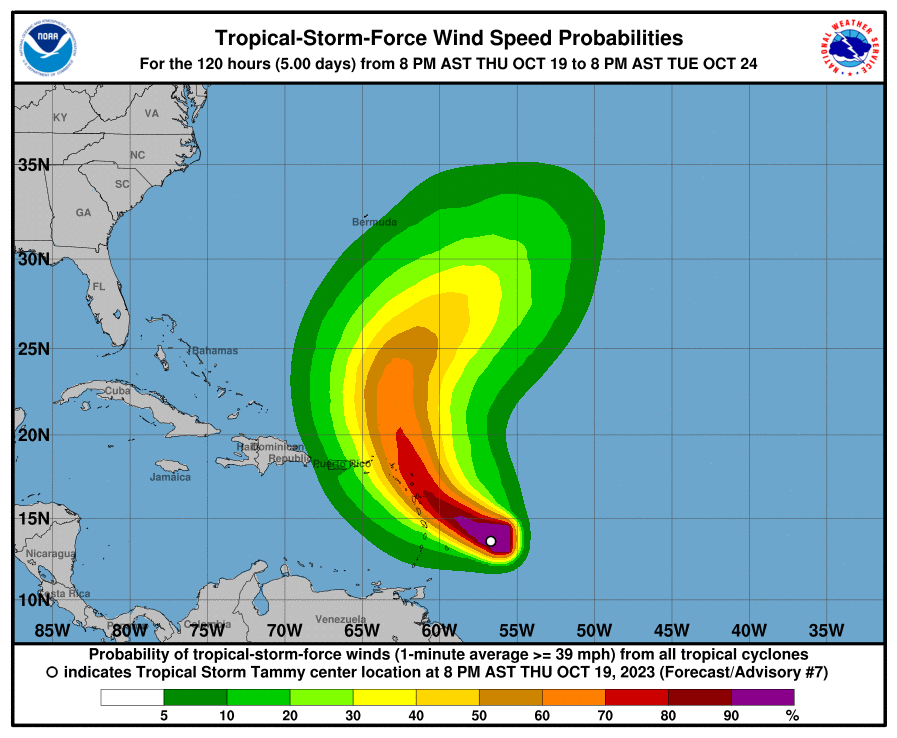 NOAA
Tropical-Storm-Force Wind Speed Probabilities
For the 120 hours (5.00 days) from 8 PM AST THU OCT 19 to 8 PM AST TUE OCT 24
NATIONAL WEATHER SERVICE
KY
VA
NC
35N
SC
GA
Bermuda
30N
FL
25N
Bahamas
Cuba
20N
Dominican
Republic
Puerto Rico
Jamaica
15N
Nicaragua
Costa Rica
10N
Colombia
Venezuela
85W 80W 75W 70W 65W 60W 55W 50W 45W 40W 35W
Probability of tropical-storm-force winds (1-minute average >= 39 mph) from all tropical cyclones
indicates Tropical Storm Tammy center location at 8 PM AST THU OCT 19, 2023 (Forecast/Advisory #7)
5 10 20 30 40 50 60 70 80 90 %